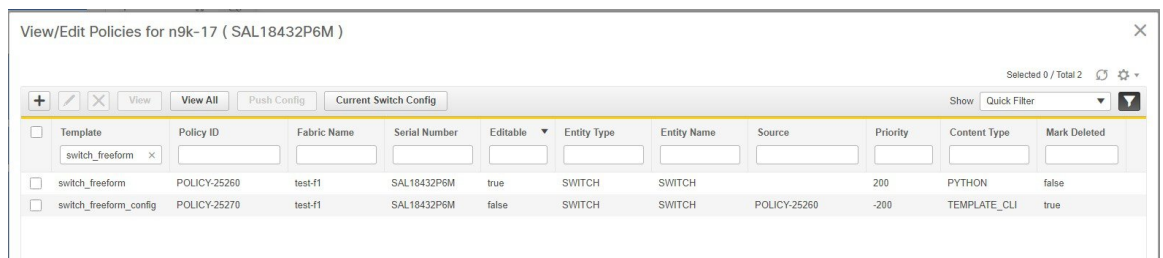 View/Edit Policies for n9k-17 ( SAL18432P6M )
Selected 0 / Total 2
View View All Push Config Current Switch Config Show Quick Filter
Template Policy ID Fabric Name Serial Number Editable Entity Type Entity Name Source Priority Content Type Mark Deleted
switch_freeform
switch_freeform POLICY-25260 test-f1 SAL18432P6M true SWITCH SWITCH 200 PYTHON false
switch_freeform_config POLICY-25270 test-f1 SAL18432P6M false SWITCH SWITCH POLICY-25260 -200 TEMPLATE_CLI true